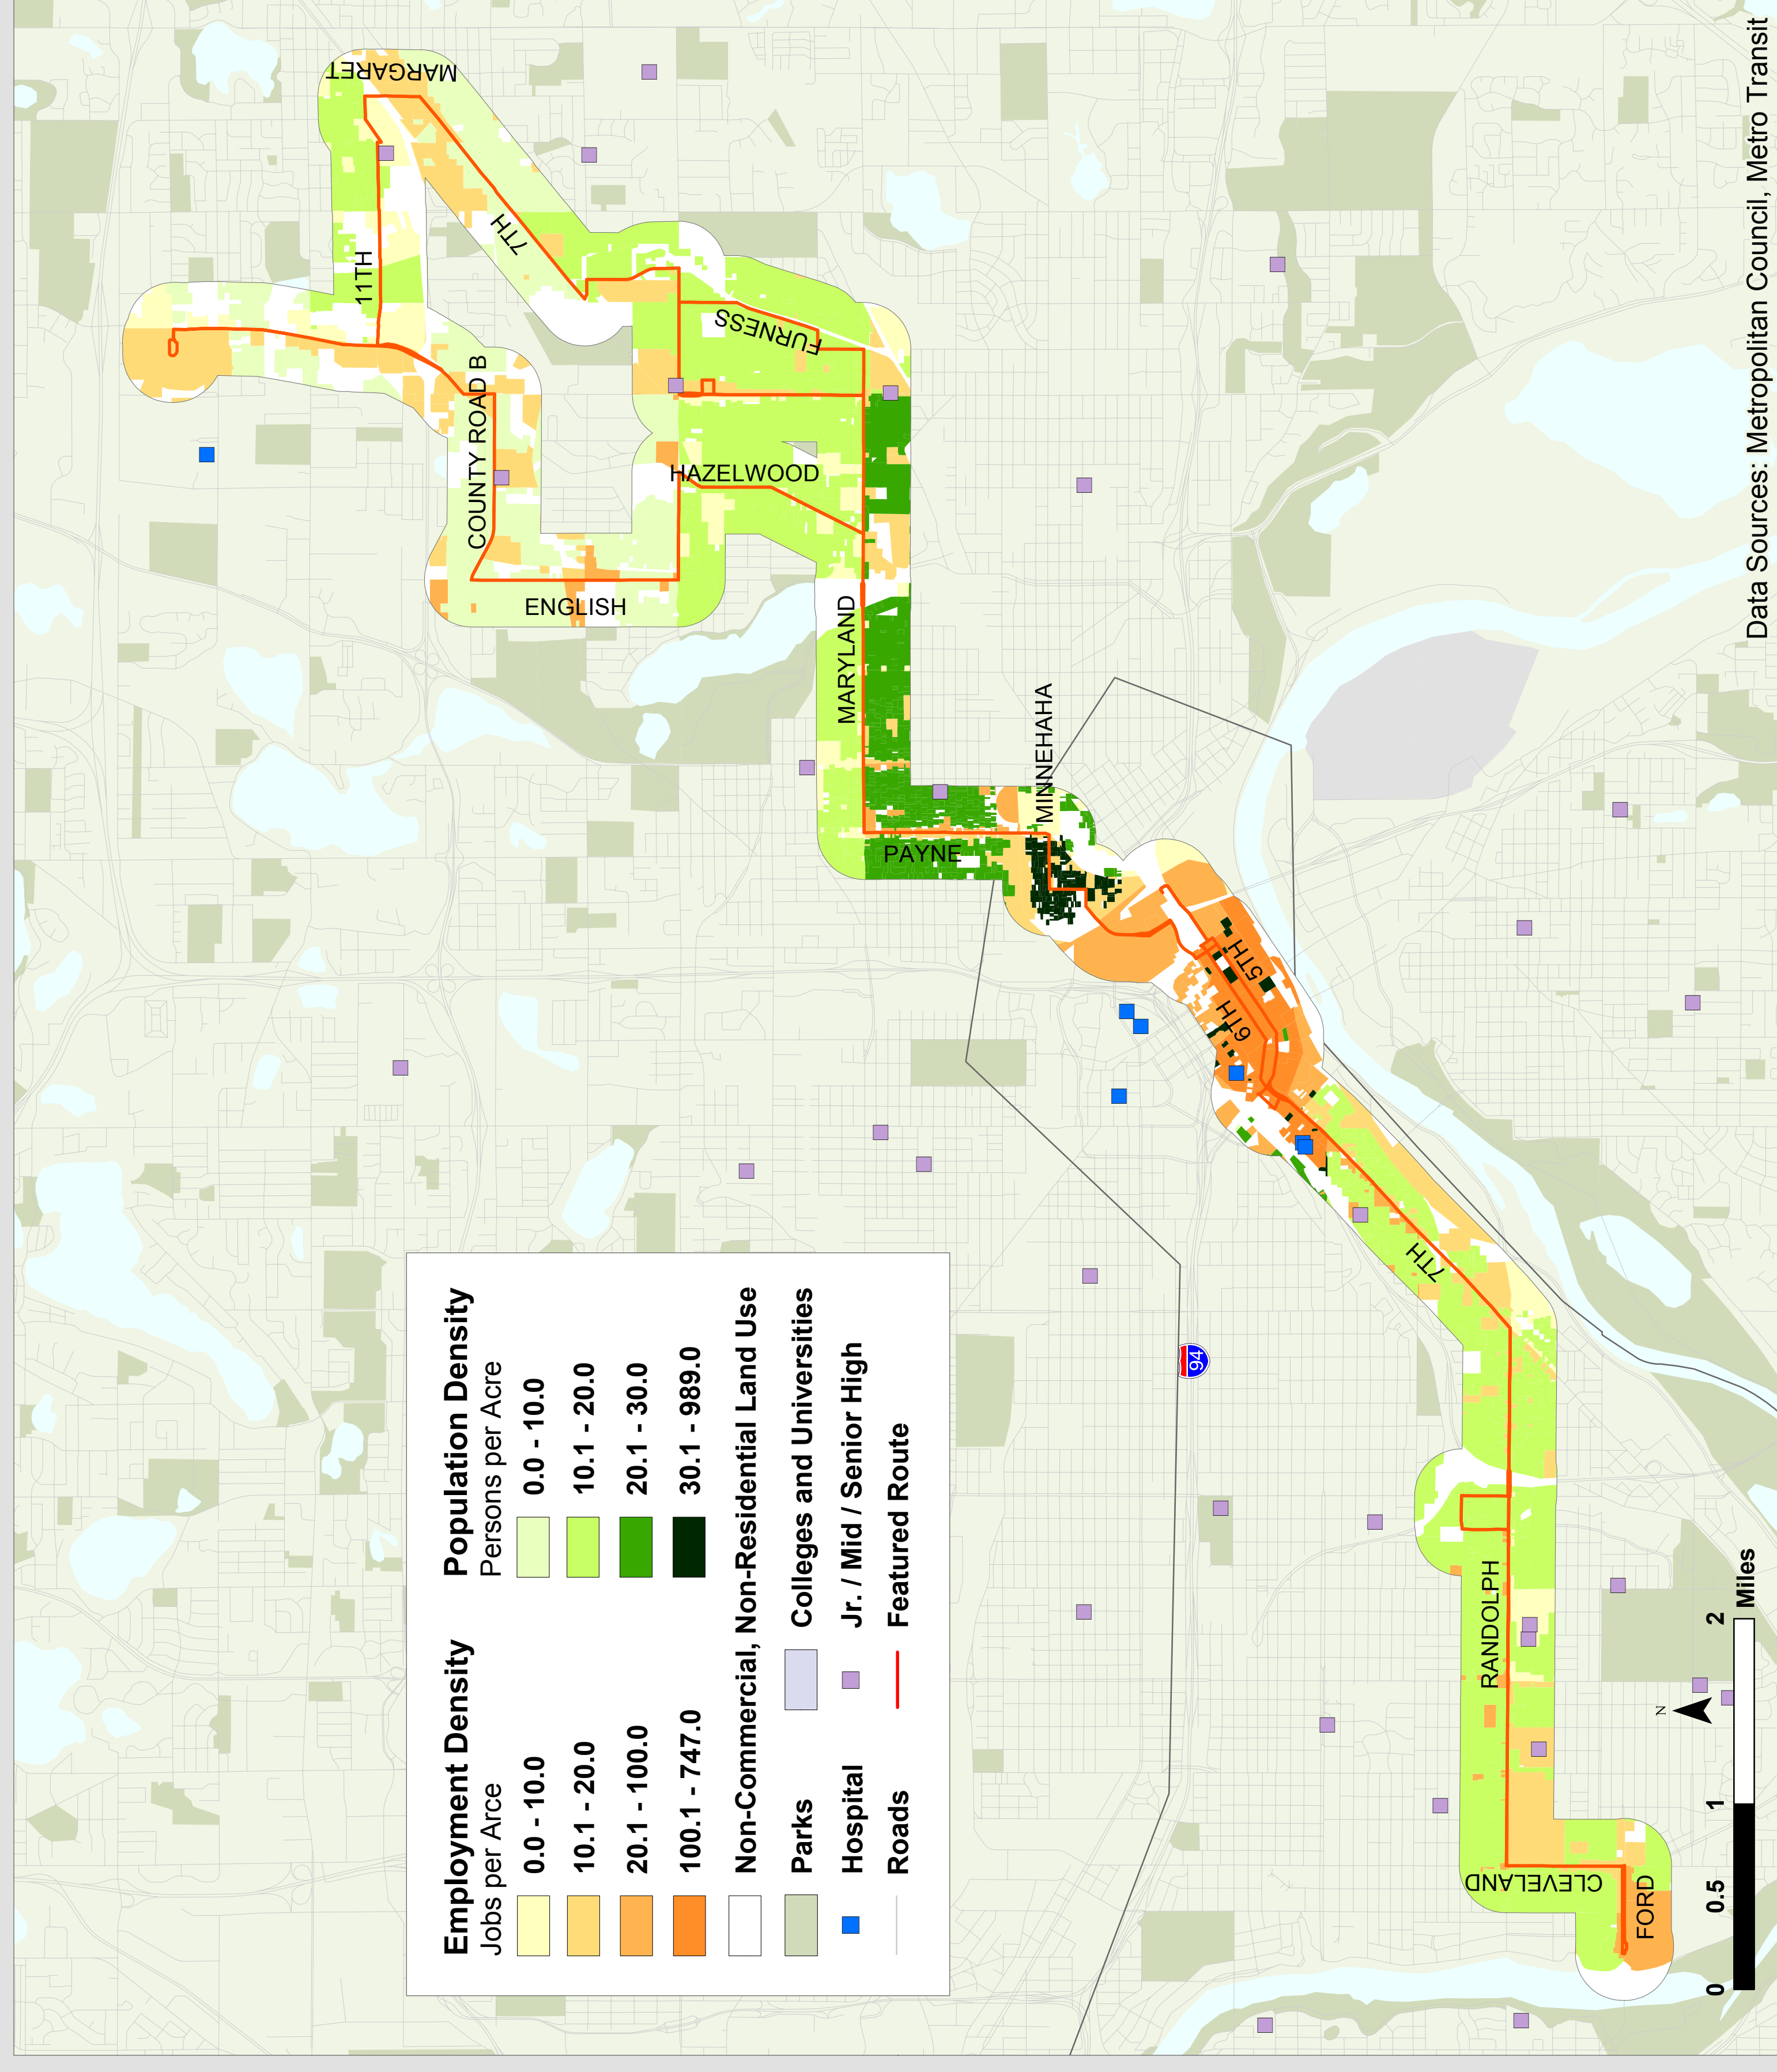 MARGARET
11TH
7TH
COUNTY ROAD B
FURNESS
HAZELWOOD
ENGLISH
MARYLAND
PAYNE
MINNEHAHA
5TH
6TH
7TH
94
RANDOLPH
CLEVELAND
FORD
Employment Density
Jobs per Arce
0.0 - 10.0
10.1 - 20.0
20.1 - 100.0
100.1 - 747.0
Population Density
Persons per Acre
0.0 - 10.0
10.1 - 20.0
20.1 - 30.0
30.1 - 989.0
Non-Commercial, Non-Residential Land Use
Parks
Colleges and Universities
Hospital
Jr. / Mid / Senior High
Roads
Featured Route
N
0 0.5 1 2
Miles
Data Sources: Metropolitan Council, Metro Transit